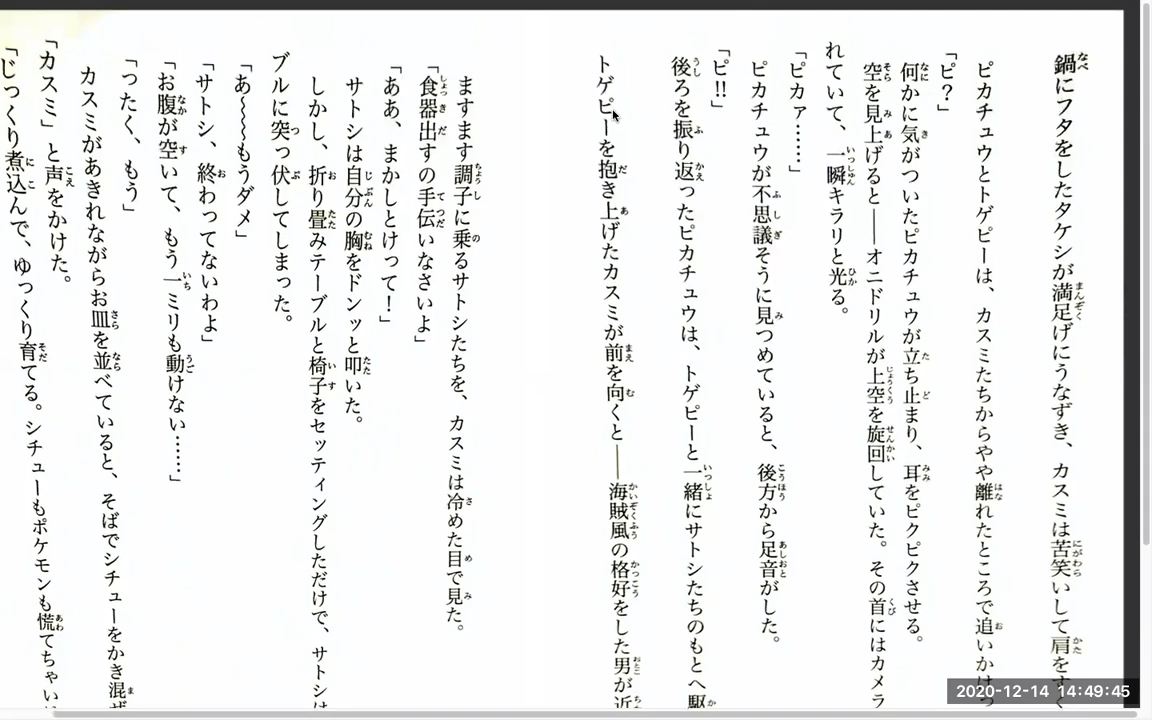 鍋にフタをしたタケシが満足げにうなずき、カスミは苦笑いして肩をすく
ピカチュウとトゲピーは、カスミたちからやや離れたところで追いかけっ
「ピ？」
何かに気がついたピカチュウが立ち止まり、耳をピクピクさせる。
空を見上げると――オニドリルが上空を旋回していた。その首にはカメラ
れていて、一瞬キラリと光る。
「ピカァ……」
ピカチュウが不思議そうに見つめていると、後方から足音がした。
「ピ!!」
後ろを振り返ったピカチュウは、トゲピーと一緒にサトシたちのもとへ駆
トゲピーを抱き上げたカスミが前を向くと――海賊風の格好をした男が近
ますます調子に乗るサトシたちを、カスミは冷めた目で見た。
「食器出すの手伝いなさいよ」
「ああ、まかしとけって！」
サトシは自分の胸をドンッと叩いた。
しかし、折り畳みテーブルと椅子をセッティングしただけで、サトシは
ブルに突っ伏してしまった。
「あ〜〜〜もうダメ」
「サトシ、終わってないわよ」
「お腹が空いて、もう一ミリも動けない……」
「ったく、もう」
カスミがあきれながらお皿を並べていると、そばでシチューをかき混ぜ
「カスミ」と声をかけた。
「じっくり煮込んで、ゆっくり育てる。シチューもポケモンも慌てちゃい
2020-12-14 14:49:45